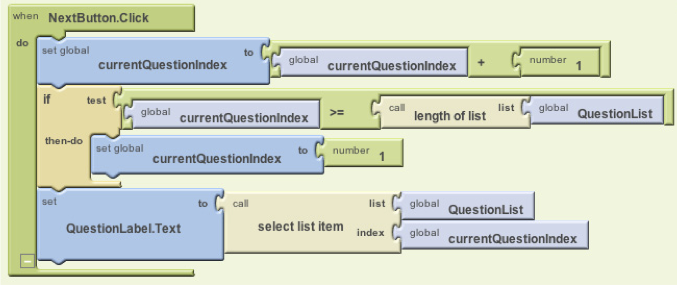 when NextButton.Click
do
set global currentQuestionIndex to global currentQuestionIndex + number 1
if test global currentQuestionIndex >= call length of list list global QuestionList
then-do set global currentQuestionIndex to number 1
set QuestionLabel.Text to call select list item list global QuestionList
index global currentQuestionIndex